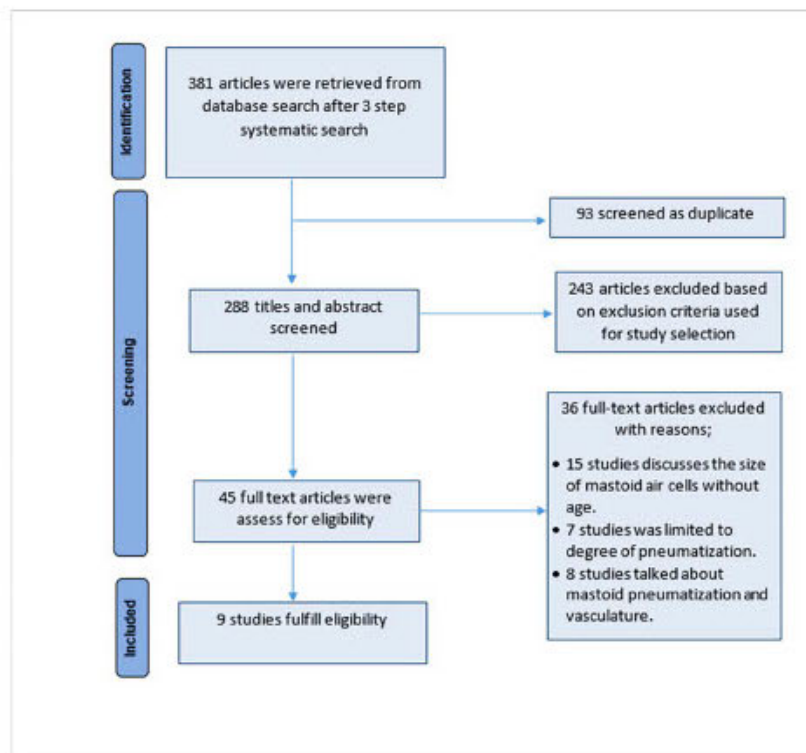 Identification
381 articles were retrieved from
database search after 3 step
systematic search
93 screened as duplicate
Screening
288 titles and abstract
screened
243 articles excluded based
on exclusion criteria used
for study selection
45 full text articles were
assess for eligibility
36 full-text articles excluded
with reasons;
• 15 studies discusses the size
of mastoid air cells without
age.
• 7 studies was limited to
degree of pneumatization.
• 8 studies talked about
mastoid pneumatization and
vasculature.
Included
9 studies fulfill eligibility